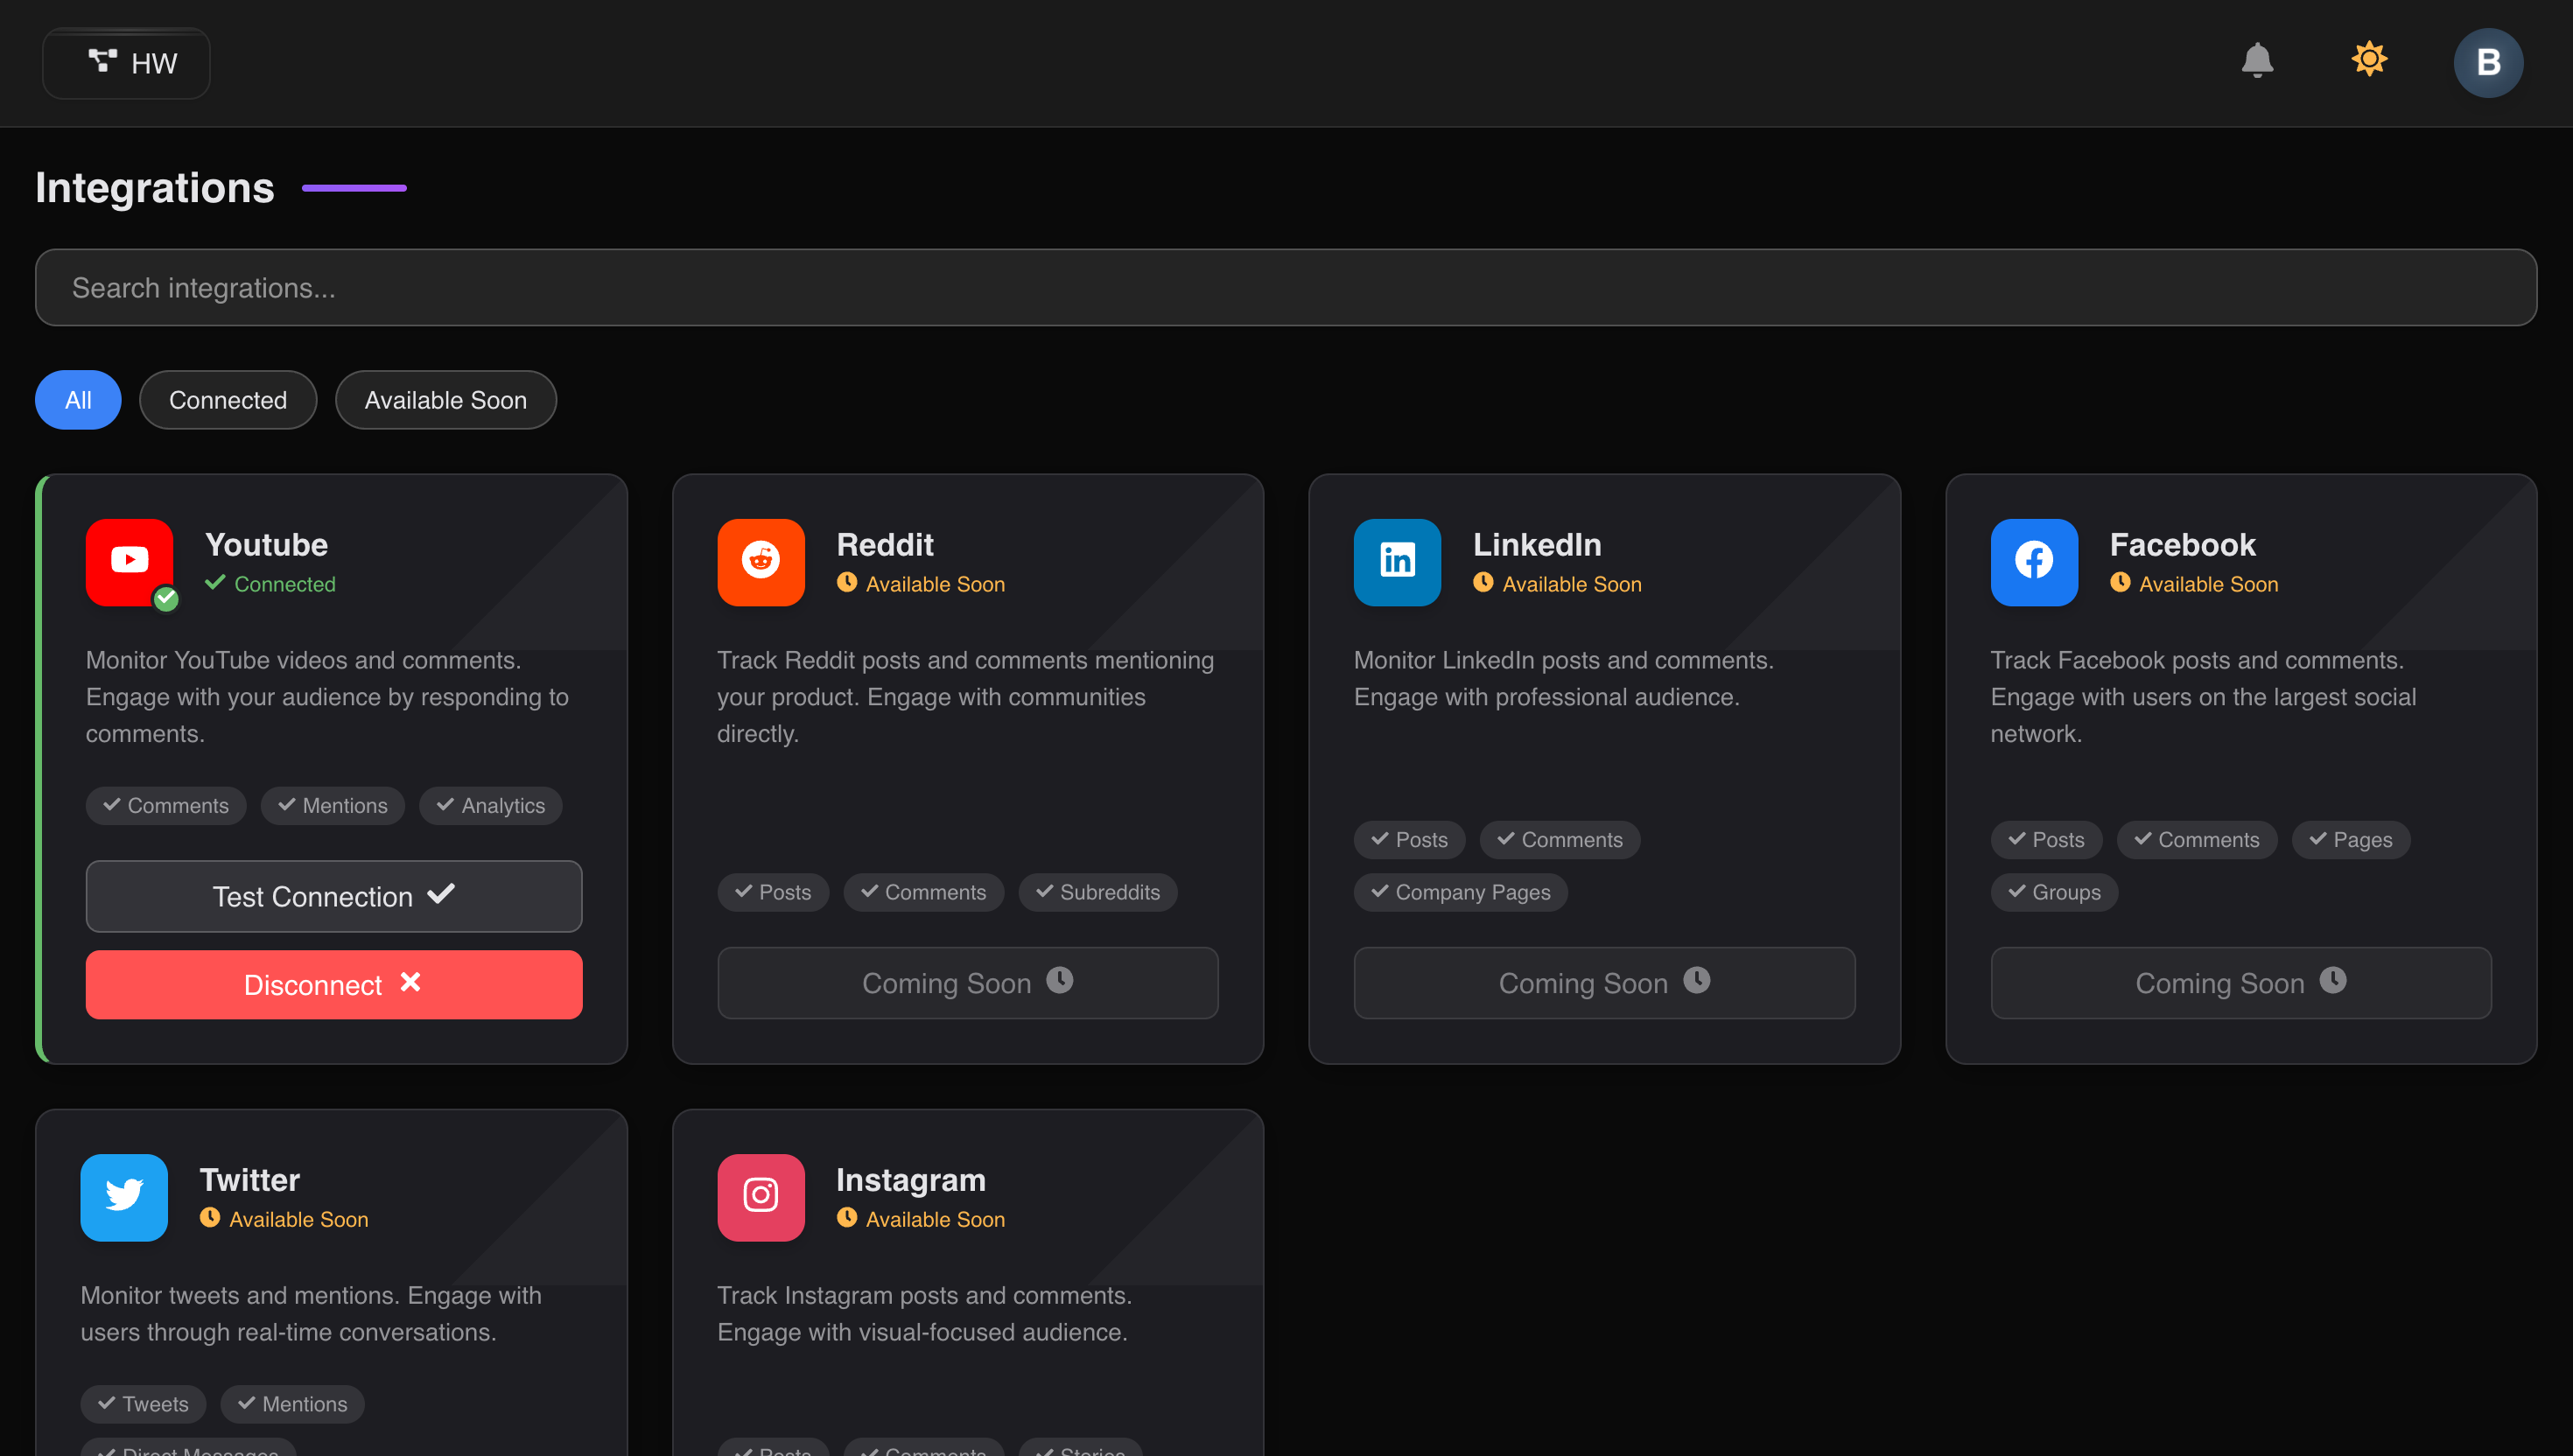 HW
B
Integrations
Search integrations...
All
Connected
Available Soon
Youtube
Connected
Monitor YouTube videos and comments.
Engage with your audience by responding to
comments.
Comments
Mentions
Analytics
Test Connection
Disconnect
Reddit
Available Soon
Track Reddit posts and comments mentioning
your product. Engage with communities
directly.
Posts
Comments
Subreddits
Coming Soon
LinkedIn
Available Soon
Monitor LinkedIn posts and comments.
Engage with professional audience.
Posts
Comments
Company Pages
Coming Soon
Facebook
Available Soon
Track Facebook posts and comments.
Engage with users on the largest social
network.
Posts
Comments
Pages
Groups
Coming Soon
Twitter
Available Soon
Monitor tweets and mentions. Engage with
users through real-time conversations.
Tweets
Mentions
Direct Messages
Instagram
Available Soon
Track Instagram posts and comments.
Engage with visual-focused audience.
Posts
Comments
Stories